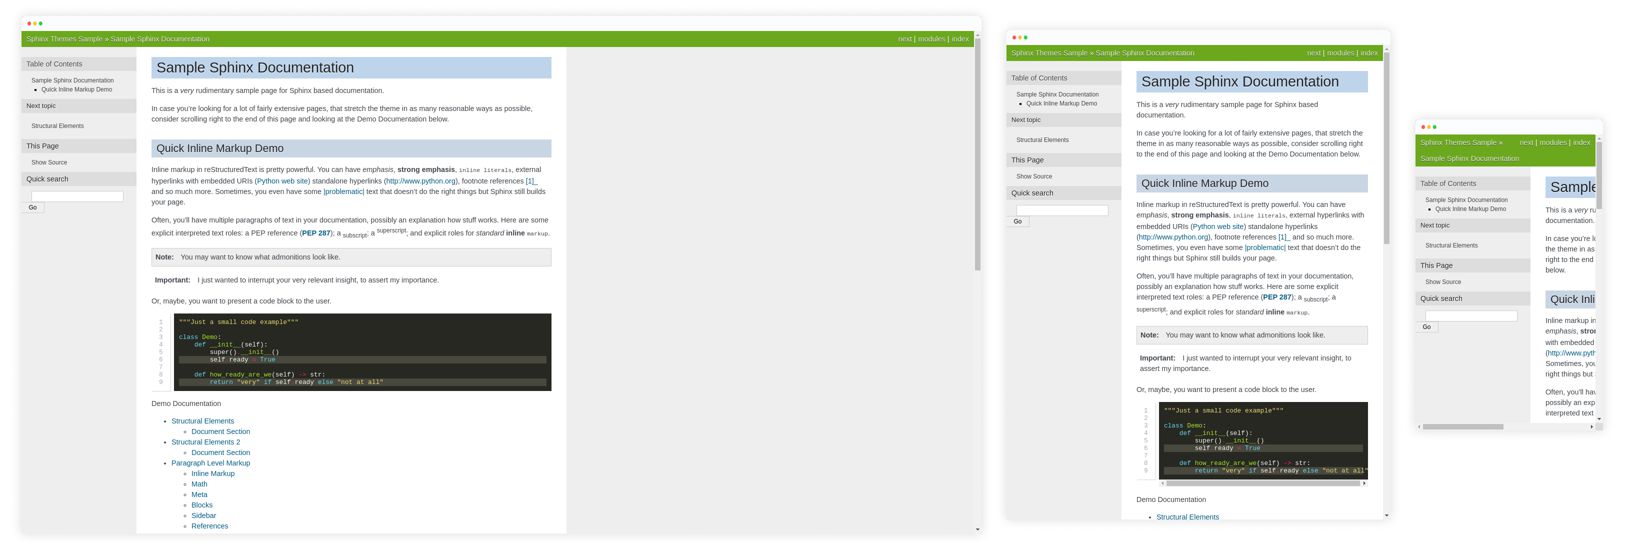 Sphinx Themes Sample » Sample Sphinx Documentation
next | modules | index
Table of Contents
Sample Sphinx Documentation
Quick Inline Markup Demo
Next topic
Structural Elements
This Page
Show Source
Quick search
Go
Sample Sphinx Documentation
This is a very rudimentary sample page for Sphinx based documentation.
In case you're looking for a lot of fairly extensive pages, that stretch the theme in as many reasonable ways as possible,
consider scrolling right to the end of this page and looking at the Demo Documentation below.
Quick Inline Markup Demo
Inline markup in reStructuredText is pretty powerful. You can have emphasis, strong emphasis, inline literals, external
hyperlinks with embedded URIs (Python web site) standalone hyperlinks (http://www.python.org), footnote references [1]_
and so much more. Sometimes, you even have some |problematic| text that doesn't do the right things but Sphinx still builds
your page.
Often, you'll have multiple paragraphs of text in your documentation, possibly an explanation how stuff works. Here are some
explicit interpreted text roles: a PEP reference (PEP 287); a subscript; a superscript; and explicit roles for standard inline markup.
Note: You may want to know what admonitions look like.
Important: I just wanted to interrupt your very relevant insight, to assert my importance.
Or, maybe, you want to present a code block to the user.
1 """Just a small code example"""
2
3 class Demo:
4 def __init__(self):
5 super().__init__()
6 self.ready = True
7
8 def how_ready_are_we(self) -> str:
9 return "very" if self.ready else "not at all"
Demo Documentation
Structural Elements
Document Section
Structural Elements 2
Document Section
Paragraph Level Markup
Inline Markup
Math
Meta
Blocks
Sidebar
References
Sphinx Themes Sample » Sample Sphinx Documentation
next | modules | index
Table of Contents
Sample Sphinx Documentation
Quick Inline Markup Demo
Next topic
Structural Elements
This Page
Show Source
Quick search
Go
Sample Sphinx Documentation
This is a very rudimentary sample page for Sphinx based
documentation.
In case you're looking for a lot of fairly extensive pages, that stretch the
theme in as many reasonable ways as possible, consider scrolling right
to the end of this page and looking at the Demo Documentation below.
Quick Inline Markup Demo
Inline markup in reStructuredText is pretty powerful. You can have
emphasis, strong emphasis, inline literals, external hyperlinks with
embedded URIs (Python web site) standalone hyperlinks
(http://www.python.org), footnote references [1]_ and so much more.
Sometimes, you even have some |problematic| text that doesn't do the
right things but Sphinx still builds your page.
Often, you'll have multiple paragraphs of text in your documentation,
possibly an explanation how stuff works. Here are some explicit
interpreted text roles: a PEP reference (PEP 287); a subscript; a
superscript; and explicit roles for standard inline markup.
Note: You may want to know what admonitions look like.
Important: I just wanted to interrupt your very relevant insight, to
assert my importance.
Or, maybe, you want to present a code block to the user.
1 """Just a small code example"""
2
3 class Demo:
4 def __init__(self):
5 super().__init__()
6 self.ready = True
7
8 def how_ready_are_we(self) -> str:
9 return "very" if self.ready else "not at all"
Demo Documentation
Structural Elements
Sphinx Themes Sample »
next | modules | index
Sample Sphinx Documentation
Table of Contents
Sample Sphinx Documentation
Quick Inline Markup Demo
Next topic
Structural Elements
This Page
Show Source
Quick search
Go
Sample
This is a very ru
documentation.
In case you're lo
the theme in as
right to the end
below.
Quick Inli
Inline markup in
emphasis, stron
with embedded
(http://www.pyth
Sometimes, you
right things but
Often, you'll hav
possibly an exp
interpreted text